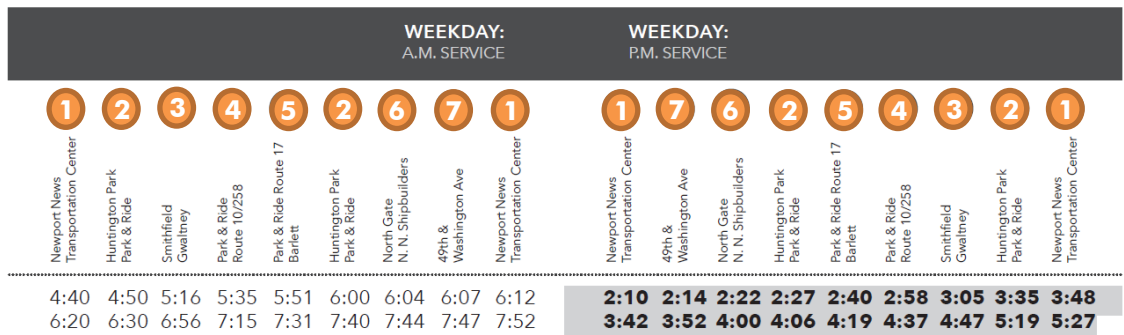 WEEKDAY: WEEKDAY:
A.M. SERVICE P.M. SERVICE
1 2 3 4 5 2 6 7 1 1 7 6 2 5 4 3 2 1
Newport News
Transportation Center
Huntington Park
Park & Ride
Smithfield
Gwaltney
Park & Ride
Route 10/258
Park & Ride Route 17
Barlett
Huntington Park
Park & Ride
North Gate
N. N. Shipbuilders
49th &
Washington Ave
Newport News
Transportation Center
Newport News
Transportation Center
49th &
Washington Ave
North Gate
N. N. Shipbuilders
Huntington Park
Park & Ride
Park & Ride Route 17
Barlett
Park & Ride
Route 10/258
Smithfield
Gwaltney
Huntington Park
Park & Ride
Newport News
Transportation Center
4:40 4:50 5:16 5:35 5:51 6:00 6:04 6:07 6:12 2:10 2:14 2:22 2:27 2:40 2:58 3:05 3:35 3:48
6:20 6:30 6:56 7:15 7:31 7:40 7:44 7:47 7:52 3:42 3:52 4:00 4:06 4:19 4:37 4:47 5:19 5:27